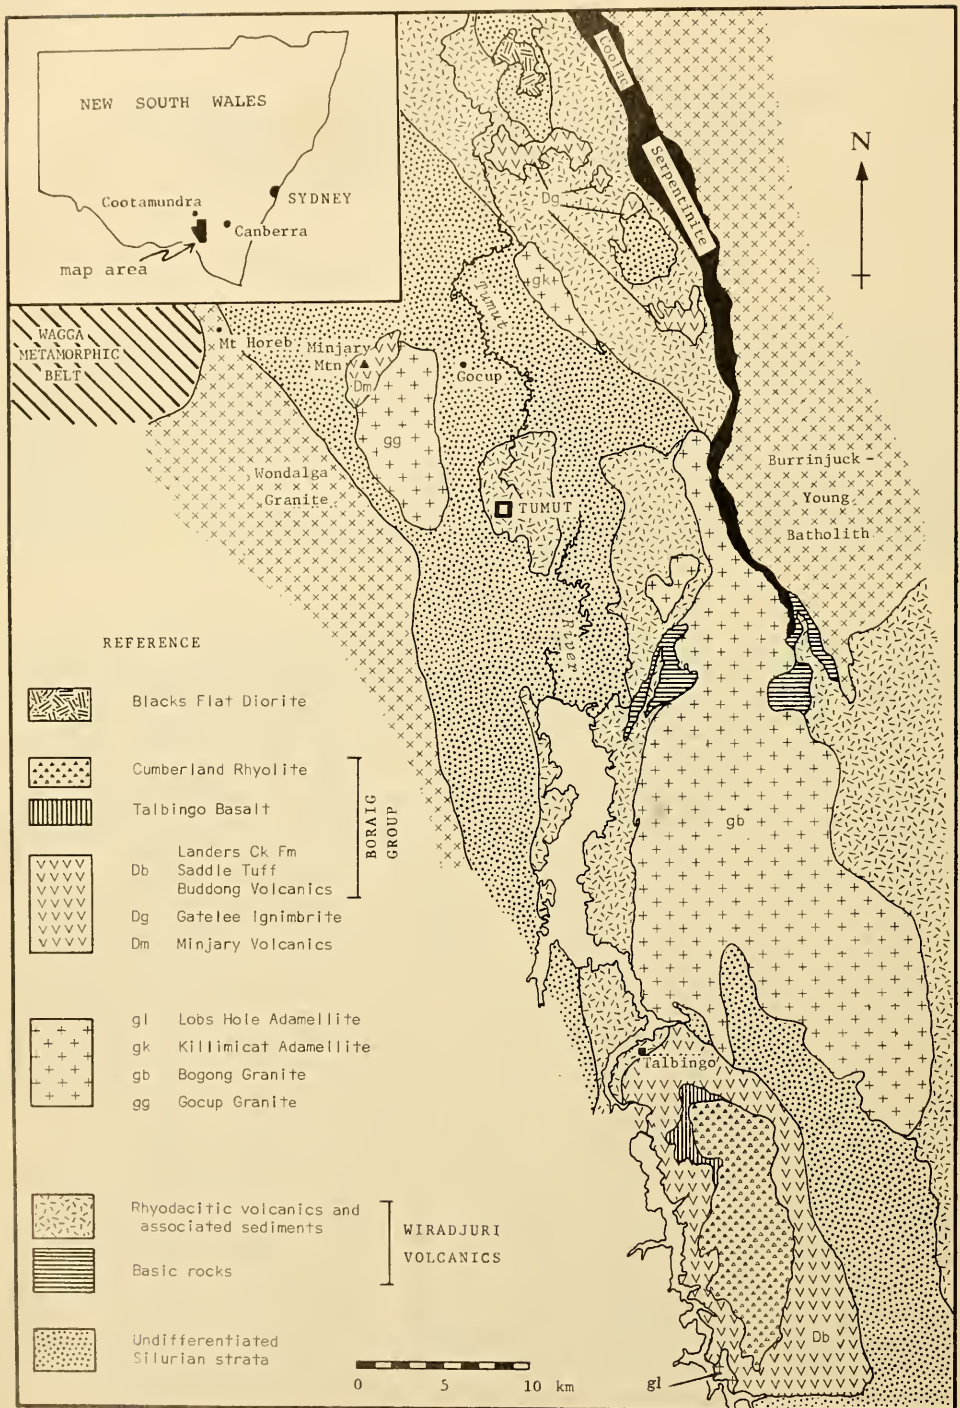 NEW SOUTH WALES
Cootamundra
SYDNEY
Canberra
map area
N
Coolac
Serpentinite
Dg
gk
Tumut
WAGGA
METAMORPHIC
BELT
Mt Horeb
Minjary
Mtn
Dm
Gocup
gg
Wondalga
Granite
TUMUT
Burrinjuck -
Young
Batholith
River
REFERENCE
Blacks Flat Diorite
Cumberland Rhyolite
Talbingo Basalt
BORAIG
GROUP
Landers Ck Fm
Db Saddle Tuff
Buddong Volcanics
Dg Gatelee Ignimbrite
Dm Minjary Volcanics
gb
gl Lobs Hole Adamellite
gk Killimicat Adamellite
gb Bogong Granite
gg Gocup Granite
Talbingo
Rhyodacitic volcanics and
associated sediments
WIRADJURI
VOLCANICS
Basic rocks
Undifferentiated
Silurian strata
0 5 10 km
Db
gl